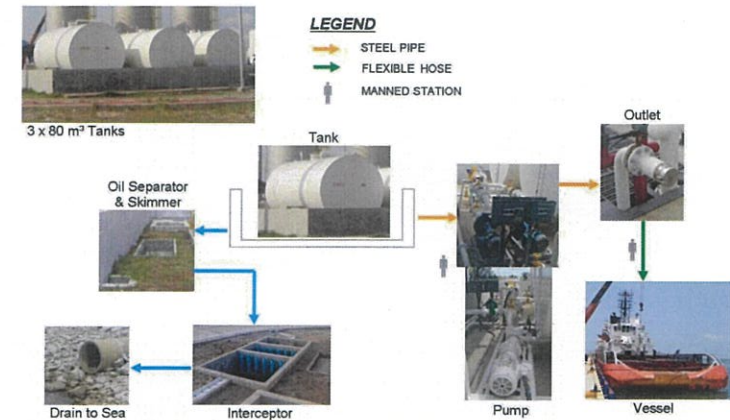 LEGEND
STEEL PIPE
FLEXIBLE HOSE
MANNED STATION
3 x 80 m³ Tanks
Tank
Outlet
Oil Separator
& Skimmer
Drain to Sea
Interceptor
Pump
Vessel